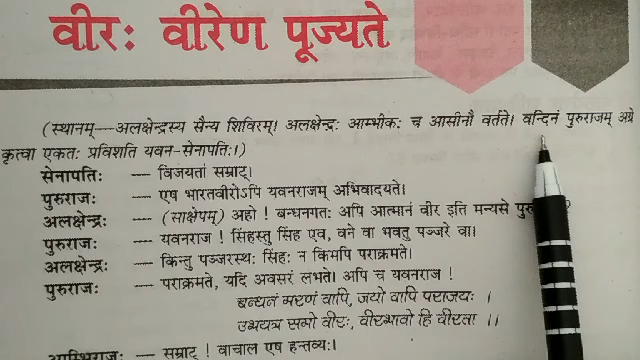 वीरः वीरेण पूज्यते
(स्थानम्—अलक्षेन्द्रस्य सैन्य शिविरम्। अलक्षेन्द्रः आम्भीकः च आसीनौ वर्तेते। वन्दिनं पुरुराजम् अग्रे
कृत्वा एकतः प्रविशति यवन-सेनापतिः।)
सेनापतिः — विजयतां सम्राट्।
पुरुराजः — एष भारतवीरोऽपि यवनराजम् अभिवादयते।
अलक्षेन्द्रः — (साक्षेपम्) अहो ! बन्धनगतः अपि आत्मानं वीर इति मन्यसे
पुरुराजः — यवनराज ! सिंहस्तु सिंह एव, वने वा भवतु पञ्जरे वा।
अलक्षेन्द्रः — किन्तु पञ्जरस्थः सिंहः न किमपि पराक्रमते।
पुरुराजः — पराक्रमते, यदि अवसरं लभते। अपि च यवनराज !
बन्धनं मरणं वापि, जयो वापि पराजयः ।
उभयत्र समो वीरः, वीरभावो हि वीरता ।।
— सम्राट् ! वाचाल एष हन्तव्यः।